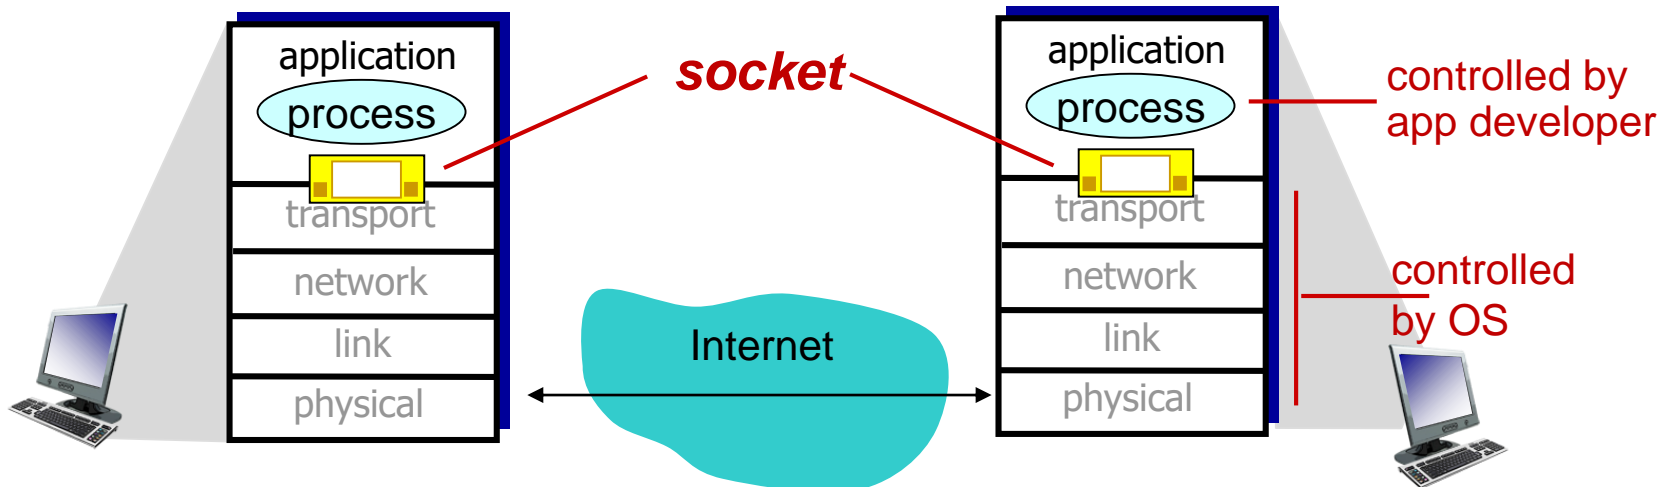 application
process
transport
network
link
physical
socket
Internet
application
process
transport
network
link
physical
controlled by
app developer
controlled
by OS